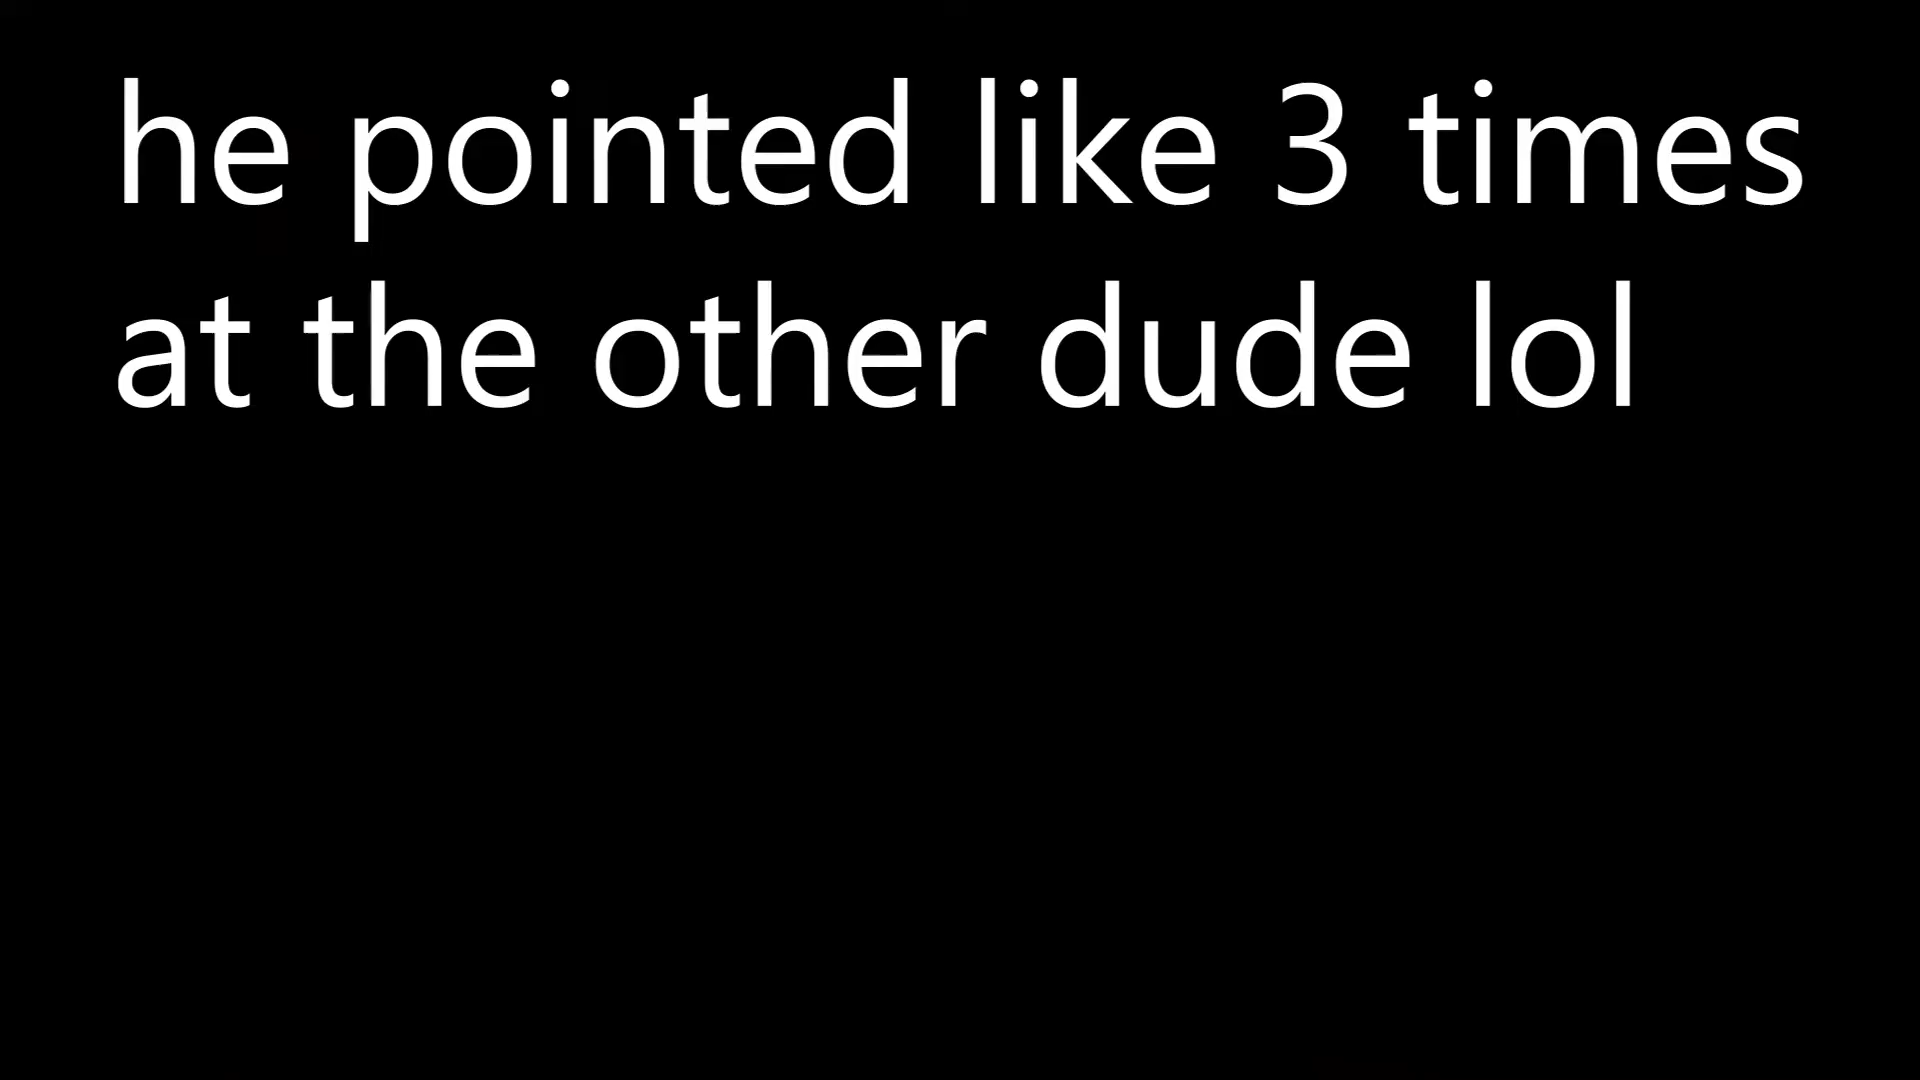 he pointed like 3 times
at the other dude lol